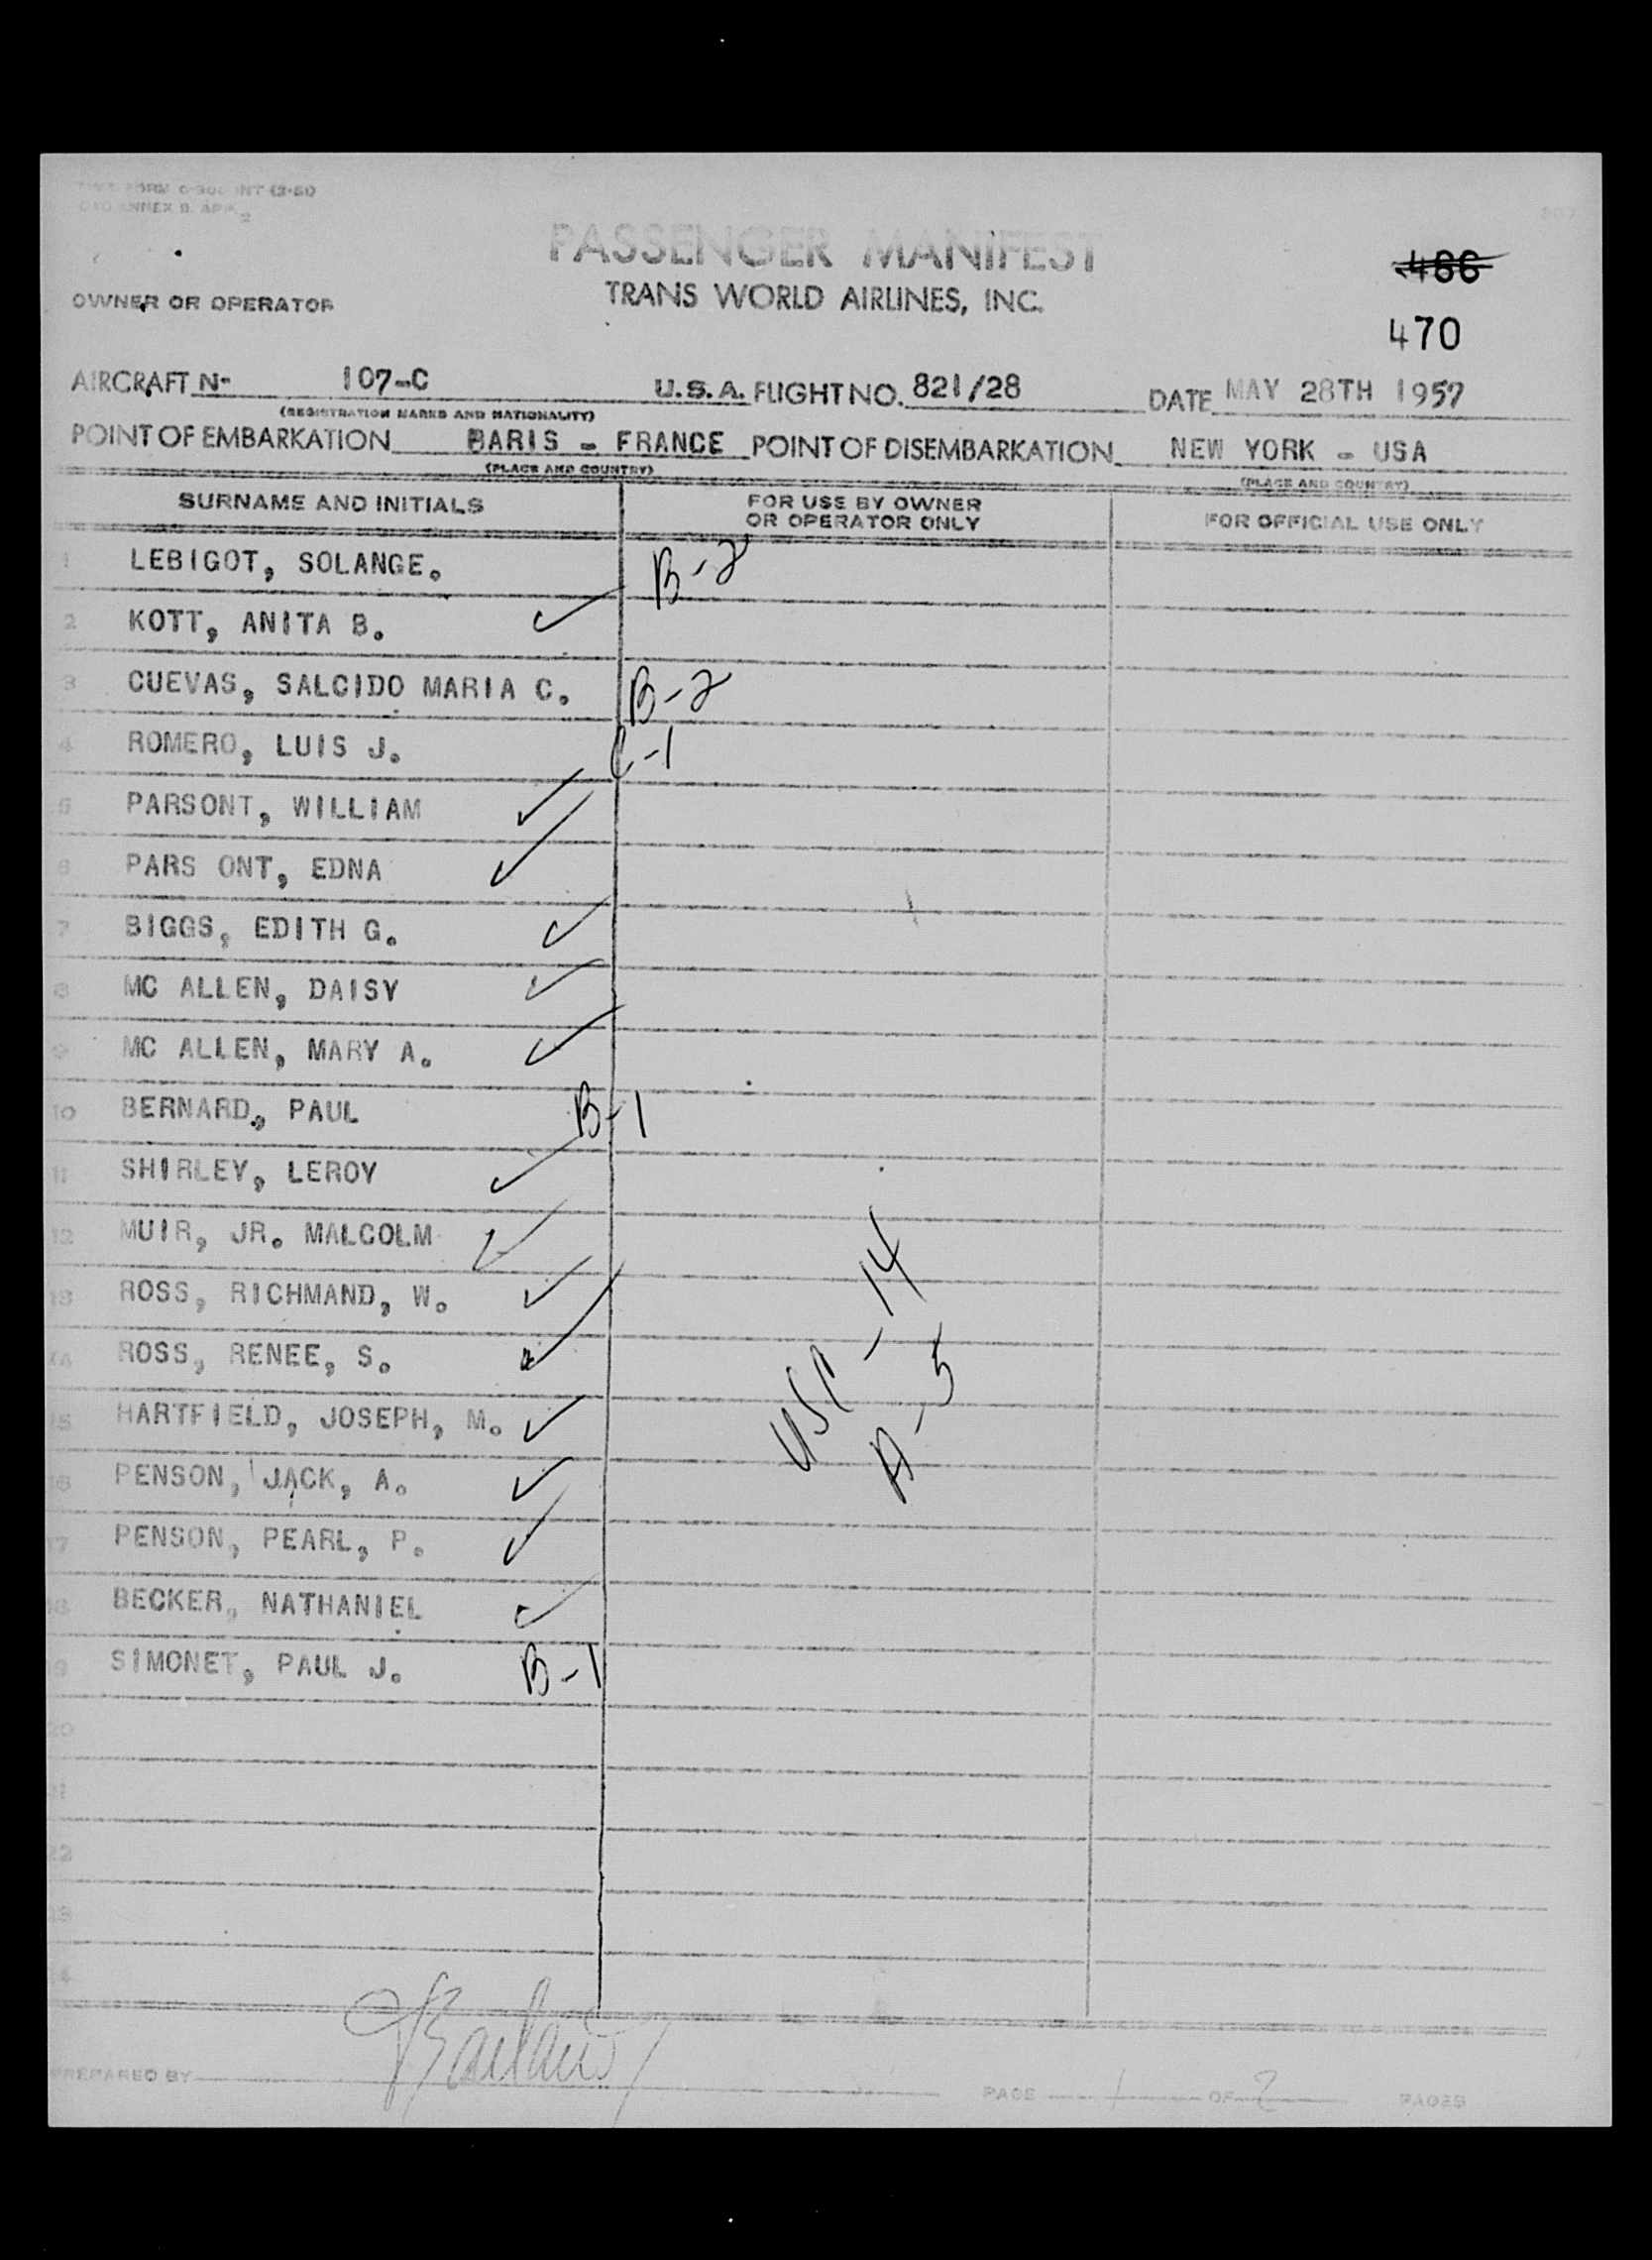 PASSENGER MANIFEST
466
OWNER OR OPERATOR
TRANS WORLD AIRLINES, INC.
470
AIRCRAFT N- 107-C U.S.A. FLIGHT NO. 821/28 DATE MAY 28TH 1957
(REGISTRATION MARKS AND NATIONALITY)
POINT OF EMBARKATION PARIS - FRANCE POINT OF DISEMBARKATION NEW YORK - USA
(PLACE AND COUNTRY) (PLACE AND COUNTRY)
SURNAME AND INITIALS FOR USE BY OWNER OR OPERATOR ONLY FOR OFFICIAL USE ONLY
1 LEBIGOT, SOLANGE. B-2
2 KOTT, ANITA B. ✓
3 CUEVAS, SALCIDO MARIA C. B-2
4 ROMERO, LUIS J. C-1
5 PARSONT, WILLIAM ✓
6 PARS ONT, EDNA ✓
7 BIGGS, EDITH G. ✓
8 MC ALLEN, DAISY ✓
9 MC ALLEN, MARY A. ✓
10 BERNARD, PAUL B-1
11 SHIRLEY, LEROY ✓
12 MUIR, JR. MALCOLM ✓
13 ROSS, RICHMAND, W. ✓
14 ROSS, RENEE, S. ✓
15 HARTFIELD, JOSEPH, M. ✓
16 PENSON, JACK, A. ✓
17 PENSON, PEARL, P. ✓
18 BECKER, NATHANIEL ✓
19 SIMONET, PAUL J. B-1
USC - 14
A - 5
20
21
22
23
24
PREPARED BY
PAGE 1 OF 2 PAGES